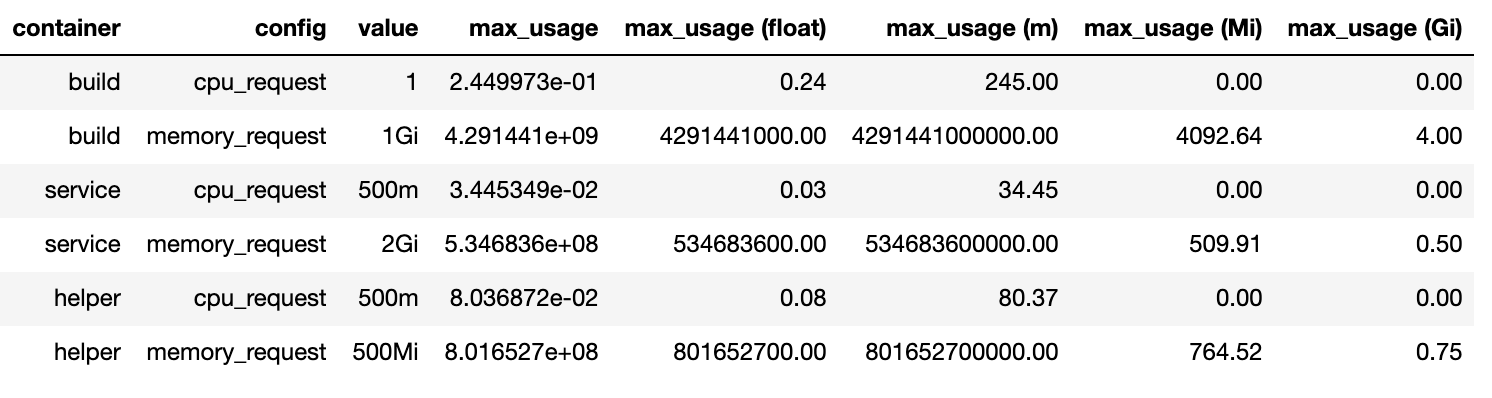 container config value max_usage max_usage (float) max_usage (m) max_usage (Mi) max_usage (Gi)
build cpu_request 1 2.449973e-01 0.24 245.00 0.00 0.00
build memory_request 1Gi 4.291441e+09 4291441000.00 4291441000000.00 4092.64 4.00
service cpu_request 500m 3.445349e-02 0.03 34.45 0.00 0.00
service memory_request 2Gi 5.346836e+08 534683600.00 534683600000.00 509.91 0.50
helper cpu_request 500m 8.036872e-02 0.08 80.37 0.00 0.00
helper memory_request 500Mi 8.016527e+08 801652700.00 801652700000.00 764.52 0.75